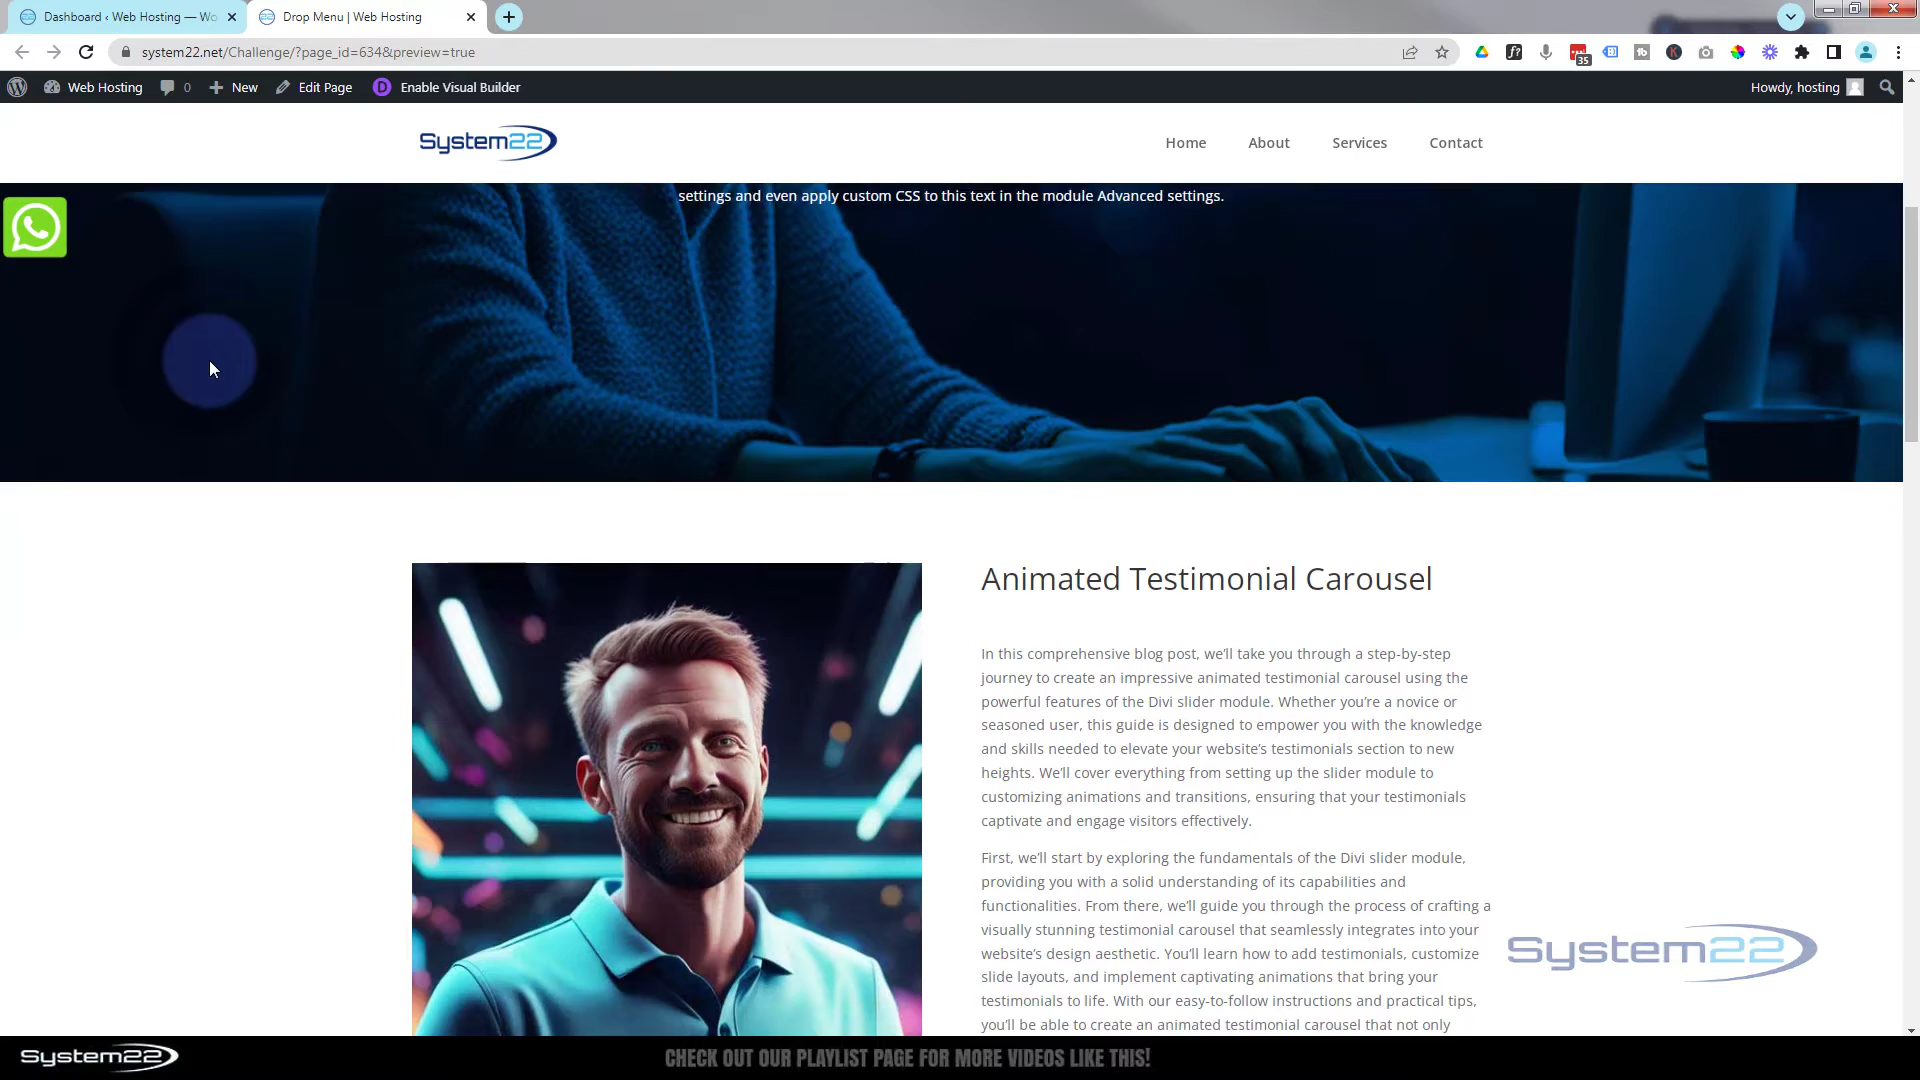 Dashboard ‹ Web Hosting — Wo
Drop Menu | Web Hosting
system22.net/Challenge/?page_id=634&preview=true
35
Web Hosting
0
New
Edit Page
Enable Visual Builder
Howdy, hosting
System22
Home
About
Services
Contact
settings and even apply custom CSS to this text in the module Advanced settings.
Animated Testimonial Carousel
In this comprehensive blog post, we’ll take you through a step-by-step
journey to create an impressive animated testimonial carousel using the
powerful features of the Divi slider module. Whether you’re a novice or
seasoned user, this guide is designed to empower you with the knowledge
and skills needed to elevate your website’s testimonials section to new
heights. We’ll cover everything from setting up the slider module to
customizing animations and transitions, ensuring that your testimonials
captivate and engage visitors effectively.
First, we’ll start by exploring the fundamentals of the Divi slider module,
providing you with a solid understanding of its capabilities and
functionalities. From there, we’ll guide you through the process of crafting a
visually stunning testimonial carousel that seamlessly integrates into your
website’s design aesthetic. You’ll learn how to add testimonials, customize
slide layouts, and implement captivating animations that bring your
testimonials to life. With our easy-to-follow instructions and practical tips,
you’ll be able to create an animated testimonial carousel that not only
System22
System22
CHECK OUT OUR PLAYLIST PAGE FOR MORE VIDEOS LIKE THIS!